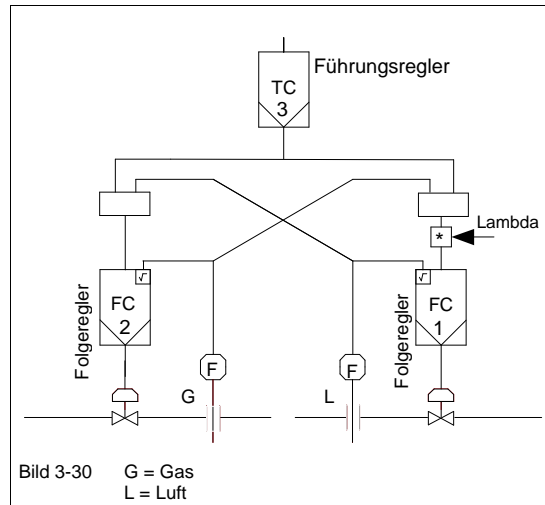 Führungsregler
TC
3
Lambda
*
√
√
FC
2
FC
1
Folgeregler
Folgeregler
F
F
G
L
Bild 3-30 G = Gas
L = Luft